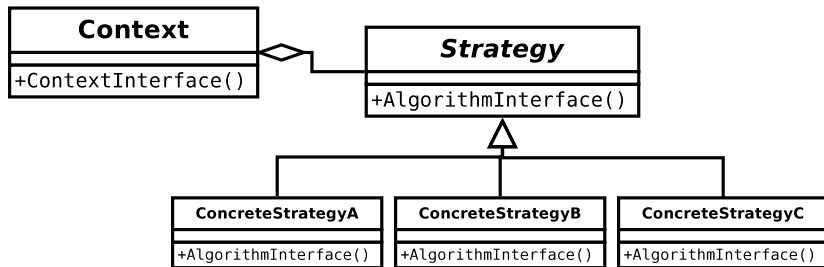 Context
+ContextInterface()
Strategy
+AlgorithmInterface()
ConcreteStrategyA
+AlgorithmInterface()
ConcreteStrategyB
+AlgorithmInterface()
ConcreteStrategyC
+AlgorithmInterface()